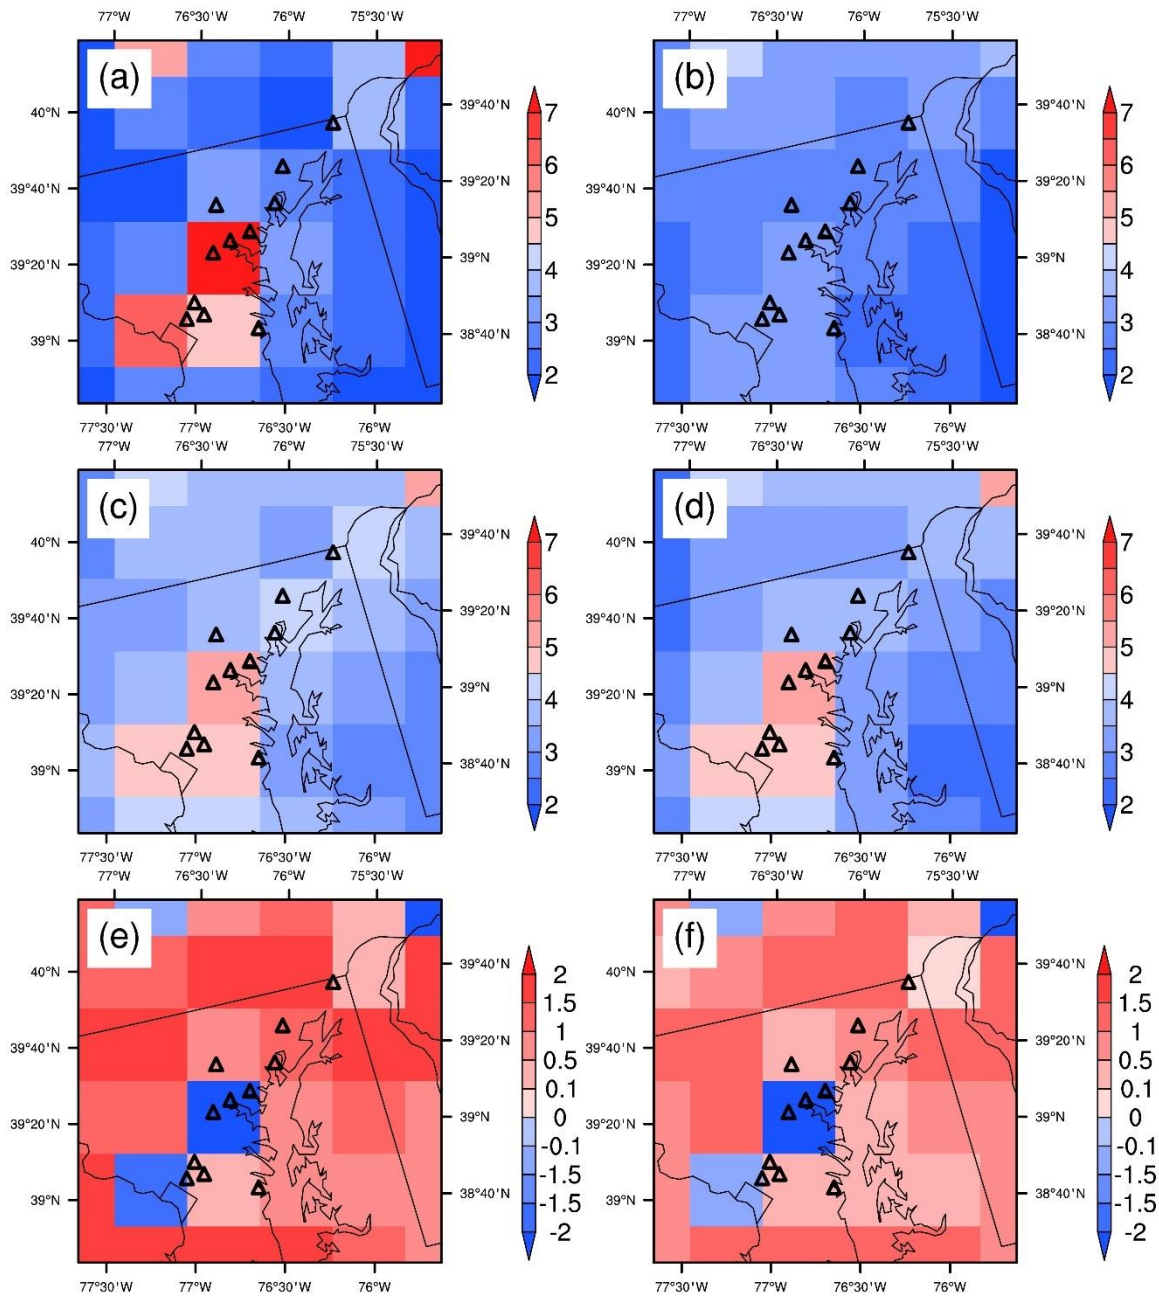 77°W 76°30'W 76°W 75°30'W 77°W 76°30'W 76°W 75°30'W
(a) (b)
40°N 39°40'N 7 40°N 39°40'N 7
6 6
39°40'N 39°20'N 39°40'N 39°20'N
5 5
39°20'N 39°N 4 39°20'N 39°N 4
3 3
39°N 38°40'N 39°N 38°40'N
2 2
77°30'W 77°W 76°30'W 76°W 77°30'W 77°W 76°30'W 76°W
77°W 76°30'W 76°W 75°30'W 77°W 76°30'W 76°W 75°30'W
(c) (d)
40°N 39°40'N 7 40°N 39°40'N 7
6 6
39°40'N 39°20'N 39°40'N 39°20'N
5 5
39°20'N 39°N 4 39°20'N 39°N 4
3 3
39°N 38°40'N 39°N 38°40'N
2 2
77°30'W 77°W 76°30'W 76°W 77°30'W 77°W 76°30'W 76°W
77°W 76°30'W 76°W 75°30'W 77°W 76°30'W 76°W 75°30'W
(e) (f)
40°N 39°40'N 2 40°N 39°40'N 2
1.5 1.5
39°40'N 39°20'N 1 39°40'N 39°20'N 1
0.5 0.5
0.1 0.1
39°20'N 39°N 0 39°20'N 39°N 0
-0.1 -0.1
-1.5 -1.5
39°N 38°40'N -1.5 39°N 38°40'N -1.5
-2 -2
77°30'W 77°W 76°30'W 76°W 77°30'W 77°W 76°30'W 76°W